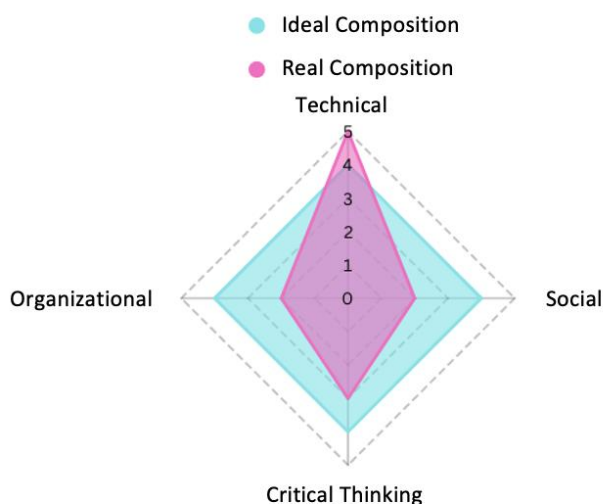 Ideal Composition
Real Composition
Technical
5
4
3
2
1
Organizational 0 Social
Critical Thinking